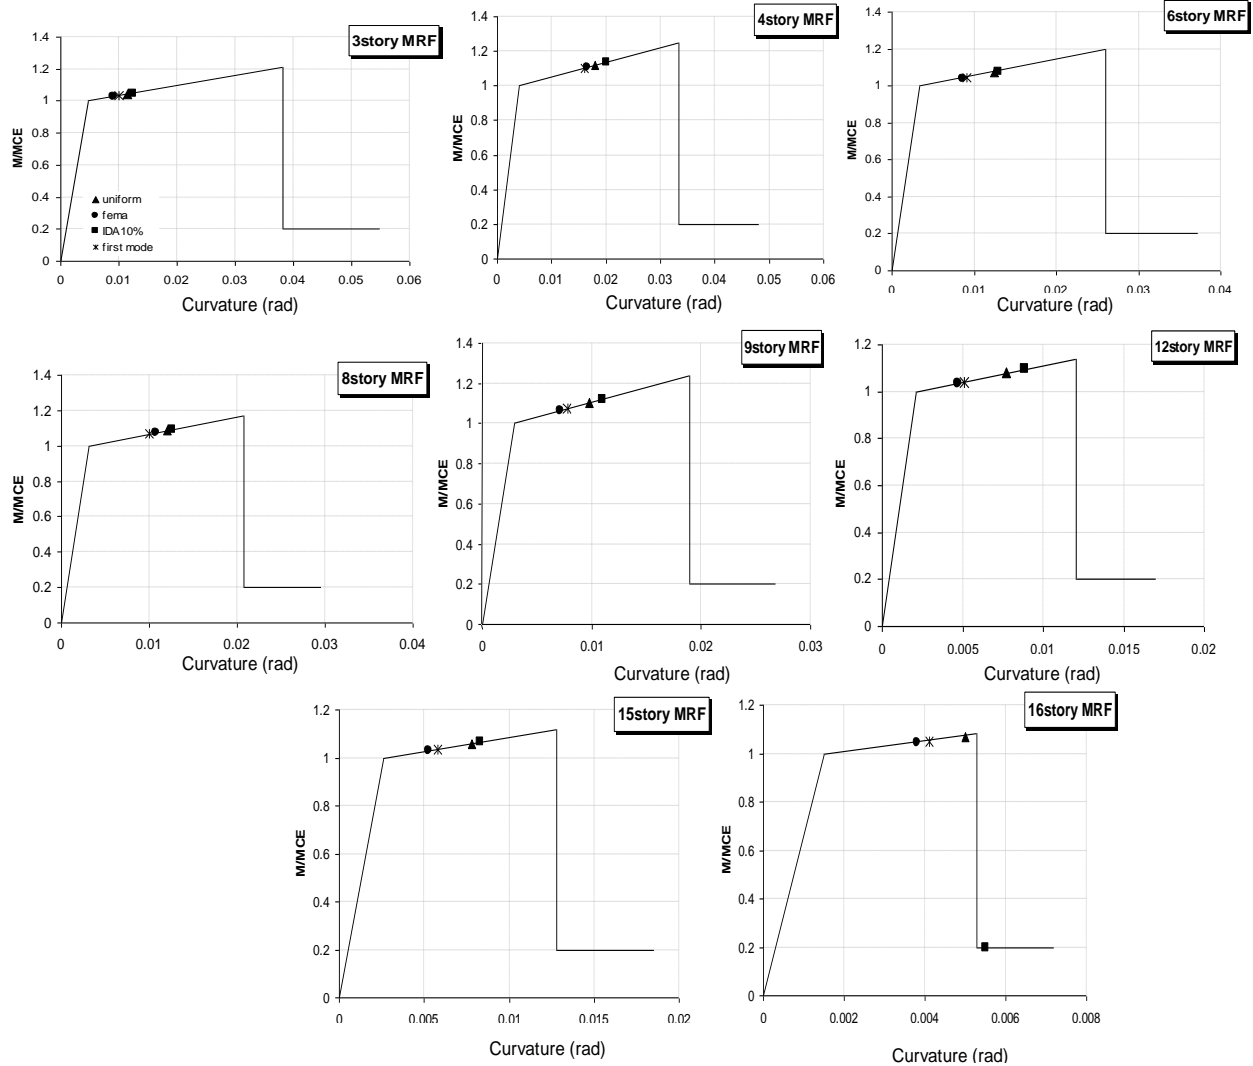 3story MRF
1.4
1.2
1
0.8
0.6
0.4
0.2
0
M/MCE
uniform
fema
IDA10%
first mode
0 0.01 0.02 0.03 0.04 0.05 0.06
Curvature (rad)
4story MRF
1.4
1.2
1
0.8
0.6
0.4
0.2
0
M/MCE
0 0.01 0.02 0.03 0.04 0.05 0.06
Curvature (rad)
6story MRF
1.4
1.2
1
0.8
0.6
0.4
0.2
0
M/MCE
0 0.01 0.02 0.03 0.04
Curvature (rad)
8story MRF
1.4
1.2
1
0.8
0.6
0.4
0.2
0
M/MCE
0 0.01 0.02 0.03 0.04
Curvature (rad)
9story MRF
1.4
1.2
1
0.8
0.6
0.4
0.2
0
M/MCE
0 0.01 0.02 0.03
Curvature (rad)
12story MRF
1.2
1
0.8
0.6
0.4
0.2
0
M/MCE
0 0.005 0.01 0.015 0.02
Curvature (rad)
15story MRF
1.2
1
0.8
0.6
0.4
0.2
0
M/MCE
0 0.005 0.01 0.015 0.02
Curvature (rad)
16story MRF
1.2
1
0.8
0.6
0.4
0.2
0
M/MCE
0 0.002 0.004 0.006 0.008
Curvature (rad)